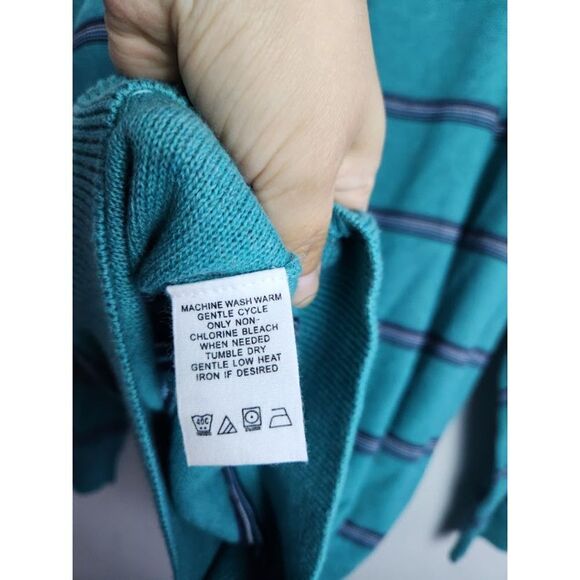 MACHINE WASH WARM
GENTLE CYCLE
ONLY NON-
CHLORINE BLEACH
WHEN NEEDED
TUMBLE DRY
GENTLE LOW HEAT
IRON IF DESIRED
40C